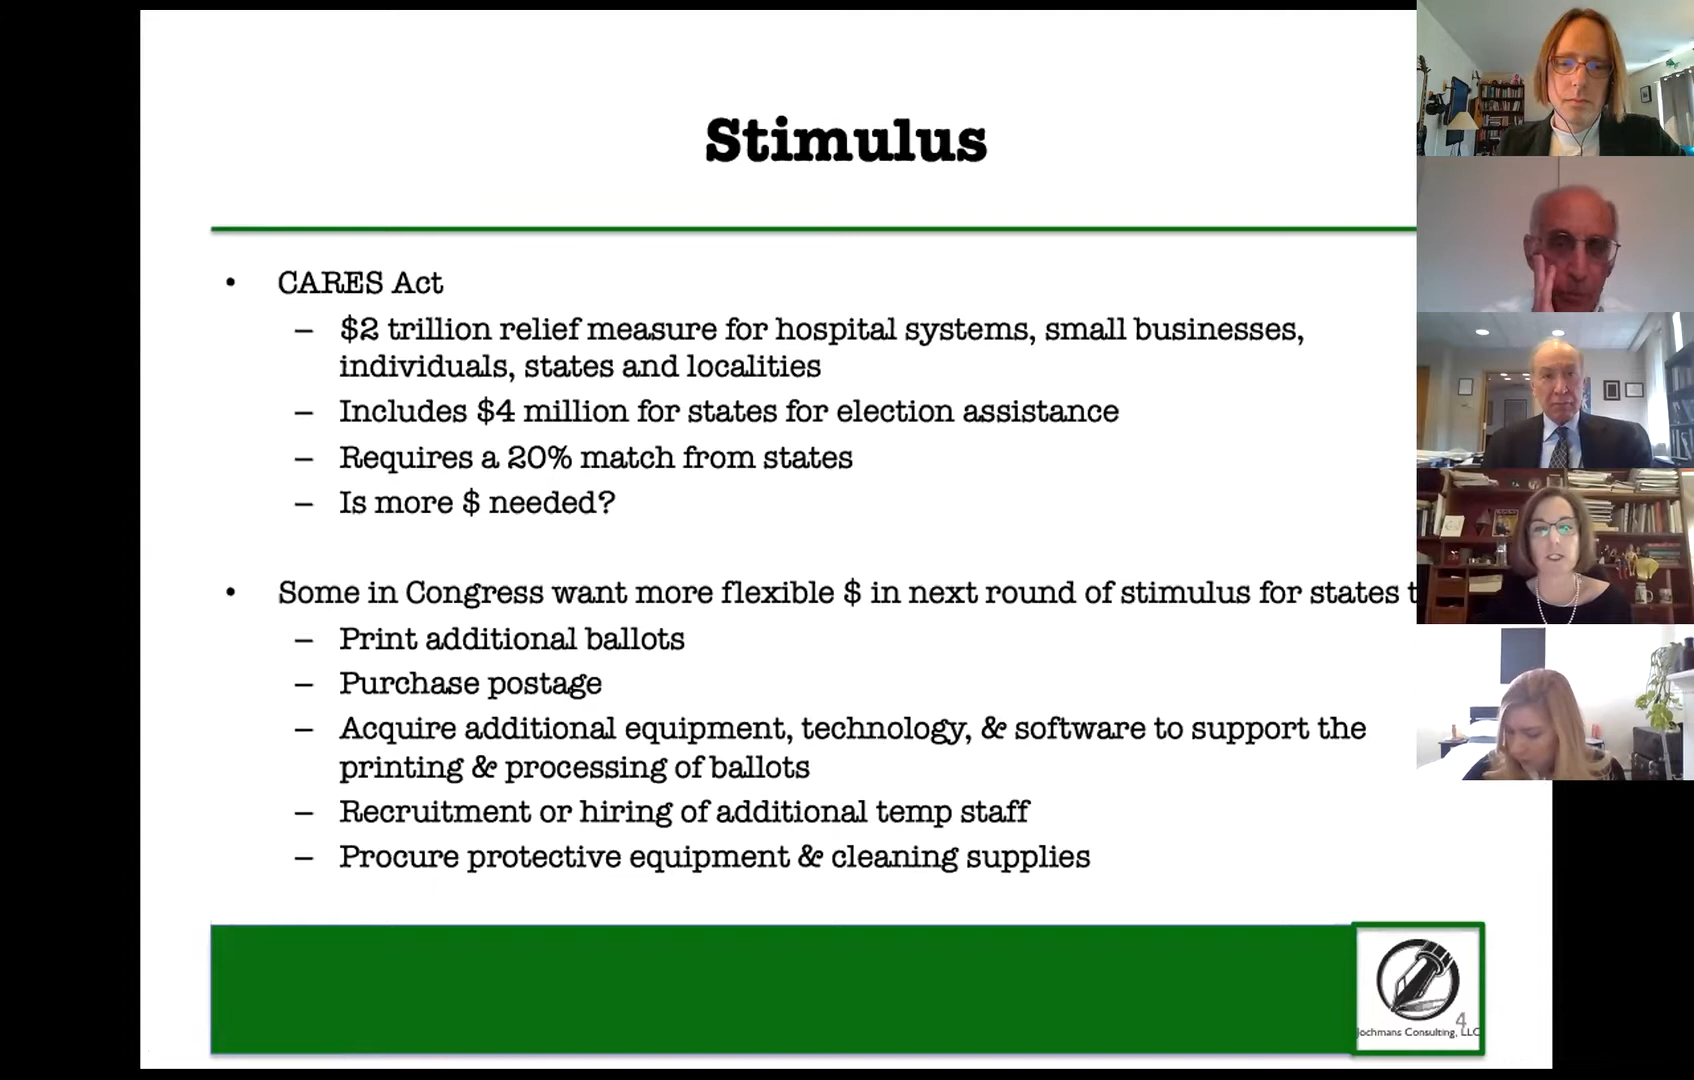 Stimulus
• CARES Act
– $2 trillion relief measure for hospital systems, small businesses,
individuals, states and localities
– Includes $4 million for states for election assistance
– Requires a 20% match from states
– Is more $ needed?
• Some in Congress want more flexible $ in next round of stimulus for states t
– Print additional ballots
– Purchase postage
– Acquire additional equipment, technology, & software to support the
printing & processing of ballots
– Recruitment or hiring of additional temp staff
– Procure protective equipment & cleaning supplies
4
Jochmans Consulting, LLC